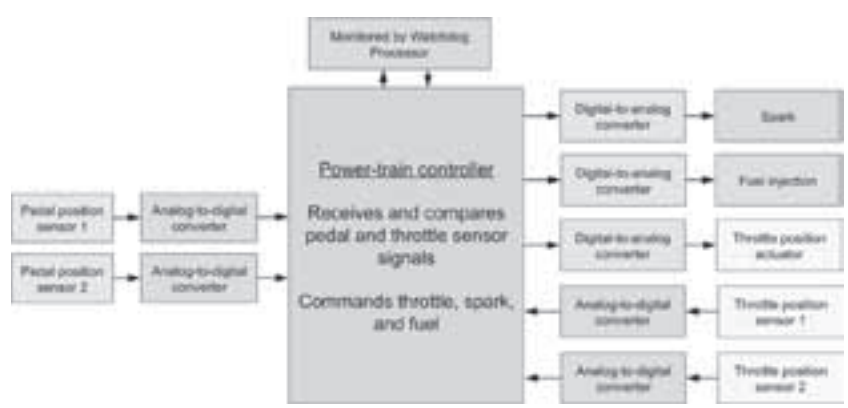 Monitored by Watchdog
Processor
Power-train controller
Receives and compares
pedal and throttle sensor
signals
Commands throttle, spark,
and fuel
Pedal position
sensor 1
Analog-to-digital
converter
Pedal position
sensor 2
Analog-to-digital
converter
Digital-to-analog
converter
Spark
Digital-to-analog
converter
Fuel injection
Digital-to-analog
converter
Throttle position
actuator
Analog-to-digital
converter
Throttle position
sensor 1
Analog-to-digital
converter
Throttle position
sensor 2